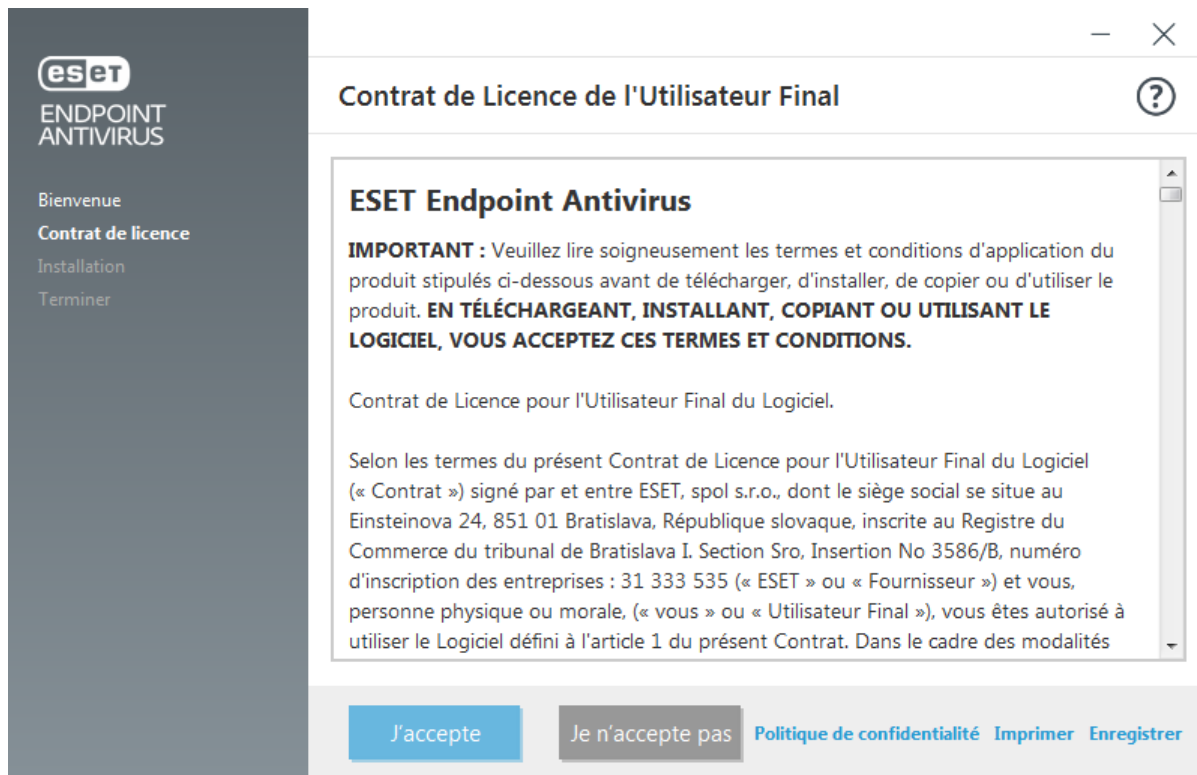 eset
ENDPOINT
ANTIVIRUS
Bienvenue
Contrat de licence
Installation
Terminer
Contrat de Licence de l'Utilisateur Final
?
ESET Endpoint Antivirus
IMPORTANT : Veuillez lire soigneusement les termes et conditions d'application du
produit stipulés ci-dessous avant de télécharger, d'installer, de copier ou d'utiliser le
produit. EN TÉLÉCHARGEANT, INSTALLANT, COPIANT OU UTILISANT LE
LOGICIEL, VOUS ACCEPTEZ CES TERMES ET CONDITIONS.
Contrat de Licence pour l'Utilisateur Final du Logiciel.
Selon les termes du présent Contrat de Licence pour l'Utilisateur Final du Logiciel
(« Contrat ») signé par et entre ESET, spol s.r.o., dont le siège social se situe au
Einsteinova 24, 851 01 Bratislava, République slovaque, inscrite au Registre du
Commerce du tribunal de Bratislava I. Section Sro, Insertion No 3586/B, numéro
d'inscription des entreprises : 31 333 535 (« ESET » ou « Fournisseur ») et vous,
personne physique ou morale, (« vous » ou « Utilisateur Final »), vous êtes autorisé à
utiliser le Logiciel défini à l'article 1 du présent Contrat. Dans le cadre des modalités
J'accepte
Je n'accepte pas
Politique de confidentialité
Imprimer
Enregistrer